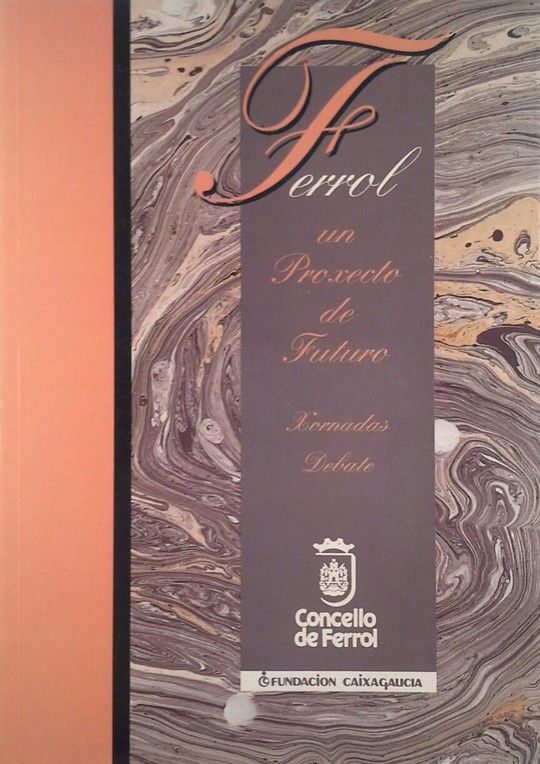 Ferrol
un
Proxecto
de
Futuro
Xornadas
Debate
Concello
de Ferrol
FUNDACION CAIXAGALICIA